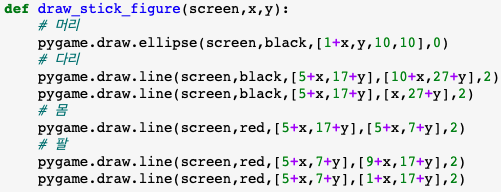 def draw_stick_figure(screen,x,y):
    # 머리
    pygame.draw.ellipse(screen,black,[1+x,y,10,10],0)
    # 다리
    pygame.draw.line(screen,black,[5+x,17+y],[10+x,27+y],2)
    pygame.draw.line(screen,black,[5+x,17+y],[x,27+y],2)
    # 몸
    pygame.draw.line(screen,red,[5+x,17+y],[5+x,7+y],2)
    # 팔
    pygame.draw.line(screen,red,[5+x,7+y],[9+x,17+y],2)
    pygame.draw.line(screen,red,[5+x,7+y],[1+x,17+y],2)